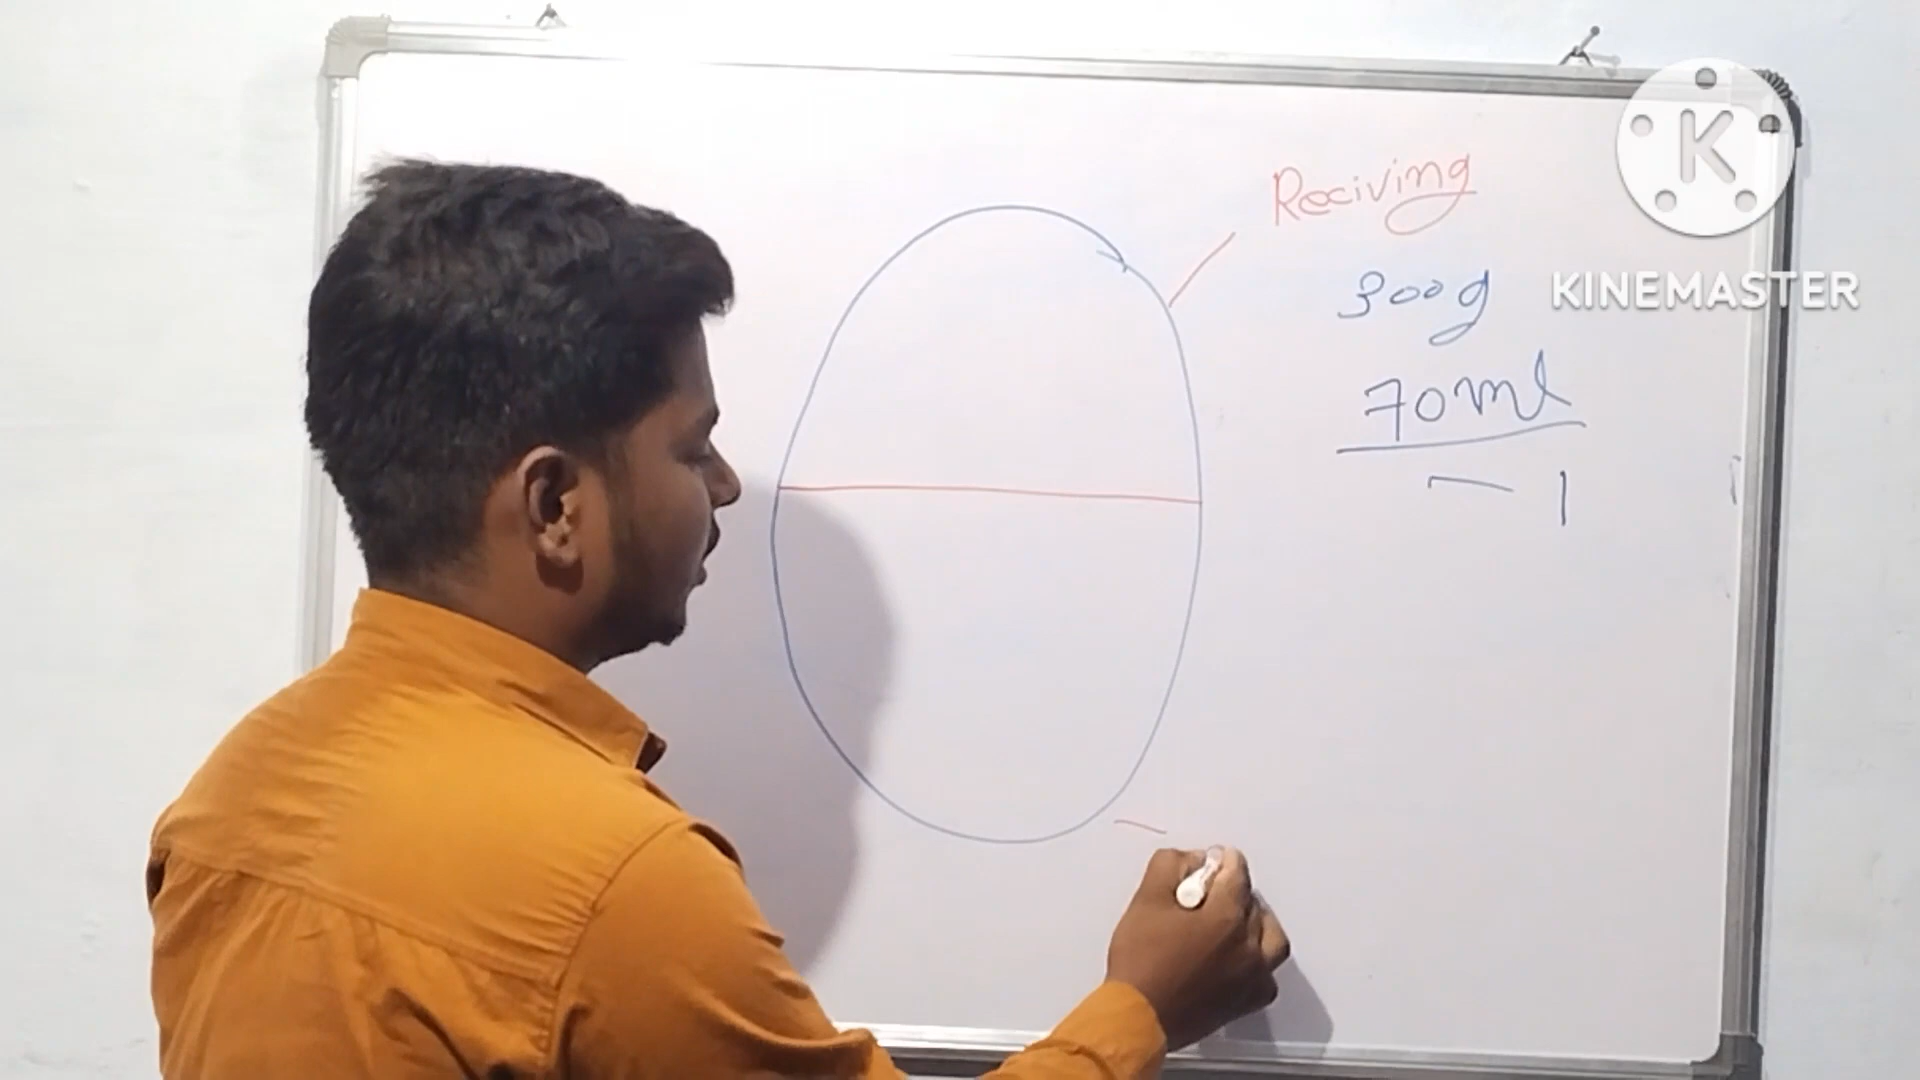 Reciving
300g
70ml
— 1
K
KINEMASTER